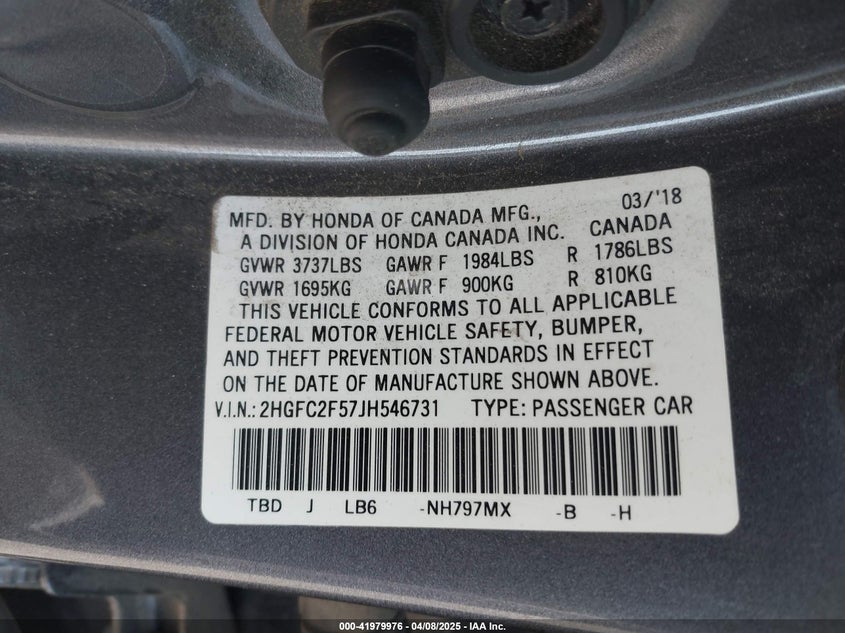 03/'18
MFD. BY HONDA OF CANADA MFG.,
A DIVISION OF HONDA CANADA INC. CANADA
GVWR 3737LBS GAWR F 1984LBS R 1786LBS
GVWR 1695KG GAWR F 900KG R 810KG
THIS VEHICLE CONFORMS TO ALL APPLICABLE
FEDERAL MOTOR VEHICLE SAFETY, BUMPER,
AND THEFT PREVENTION STANDARDS IN EFFECT
ON THE DATE OF MANUFACTURE SHOWN ABOVE.
V.I.N.: 2HGFC2F57JH546731 TYPE: PASSENGER CAR
TBD J LB6 -NH797MX -B -H
000-41979976 - 04/08/2025 - IAA Inc.